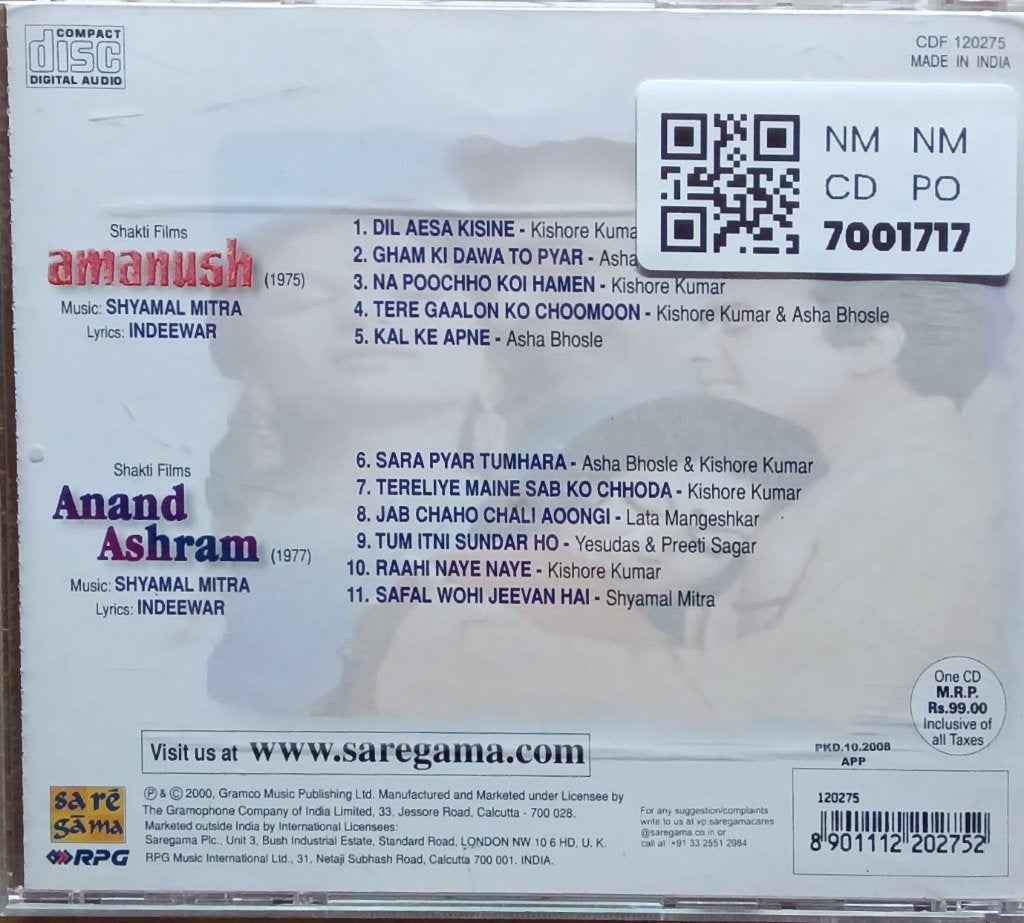 COMPACT
disc
DIGITAL AUDIO
CDF 120275
MADE IN INDIA
NM NM
CD PO
7001717
Shakti Films
amanush (1975)
Music: SHYAMAL MITRA
Lyrics: INDEEWAR
1. DIL AESA KISINE - Kishore Kuma
2. GHAM KI DAWA TO PYAR - Asha
3. NA POOCHHO KOI HAMEN - Kishore Kumar
4. TERE GAALON KO CHOOMOON - Kishore Kumar & Asha Bhosle
5. KAL KE APNE - Asha Bhosle
Shakti Films
Anand
Ashram (1977)
Music: SHYAMAL MITRA
Lyrics: INDEEWAR
6. SARA PYAR TUMHARA - Asha Bhosle & Kishore Kumar
7. TERELIYE MAINE SAB KO CHHODA - Kishore Kumar
8. JAB CHAHO CHALI AOONGI - Lata Mangeshkar
9. TUM ITNI SUNDAR HO - Yesudas & Preeti Sagar
10. RAAHI NAYE NAYE - Kishore Kumar
11. SAFAL WOHI JEEVAN HAI - Shyamal Mitra
One CD
M.R.P.
Rs.99.00
Inclusive of
all Taxes
Visit us at www.saregama.com
PKD.10.2008
APP
sa rē
gā ma
RPG
℗ & © 2000, Gramco Music Publishing Ltd. Manufactured and Marketed under Licensee by
The Gramophone Company of India Limited, 33, Jessore Road, Calcutta - 700 028.
Marketed outside India by International Licensees:
Saregama Plc., Unit 3, Bush Industrial Estate, Standard Road, LONDON NW 10 6 HD, U. K.
RPG Music International Ltd., 31, Netaji Subhash Road, Calcutta 700 001. INDIA.
For any suggestion/complaints
write to us at vp.saregamacares
@saregama.co.in or
call at +91 33 2551 2984
120275
8 901112 202752